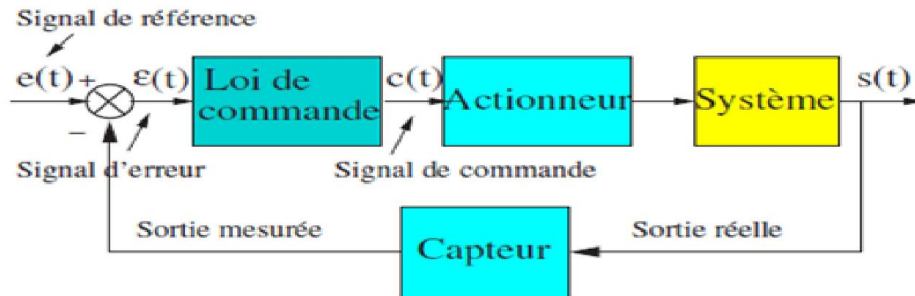 Signal de référence
e(t) +
ε(t)
Loi de
commande
c(t)
Actionneur
Système
s(t)
−
Signal d'erreur
Signal de commande
Sortie mesurée
Capteur
Sortie réelle